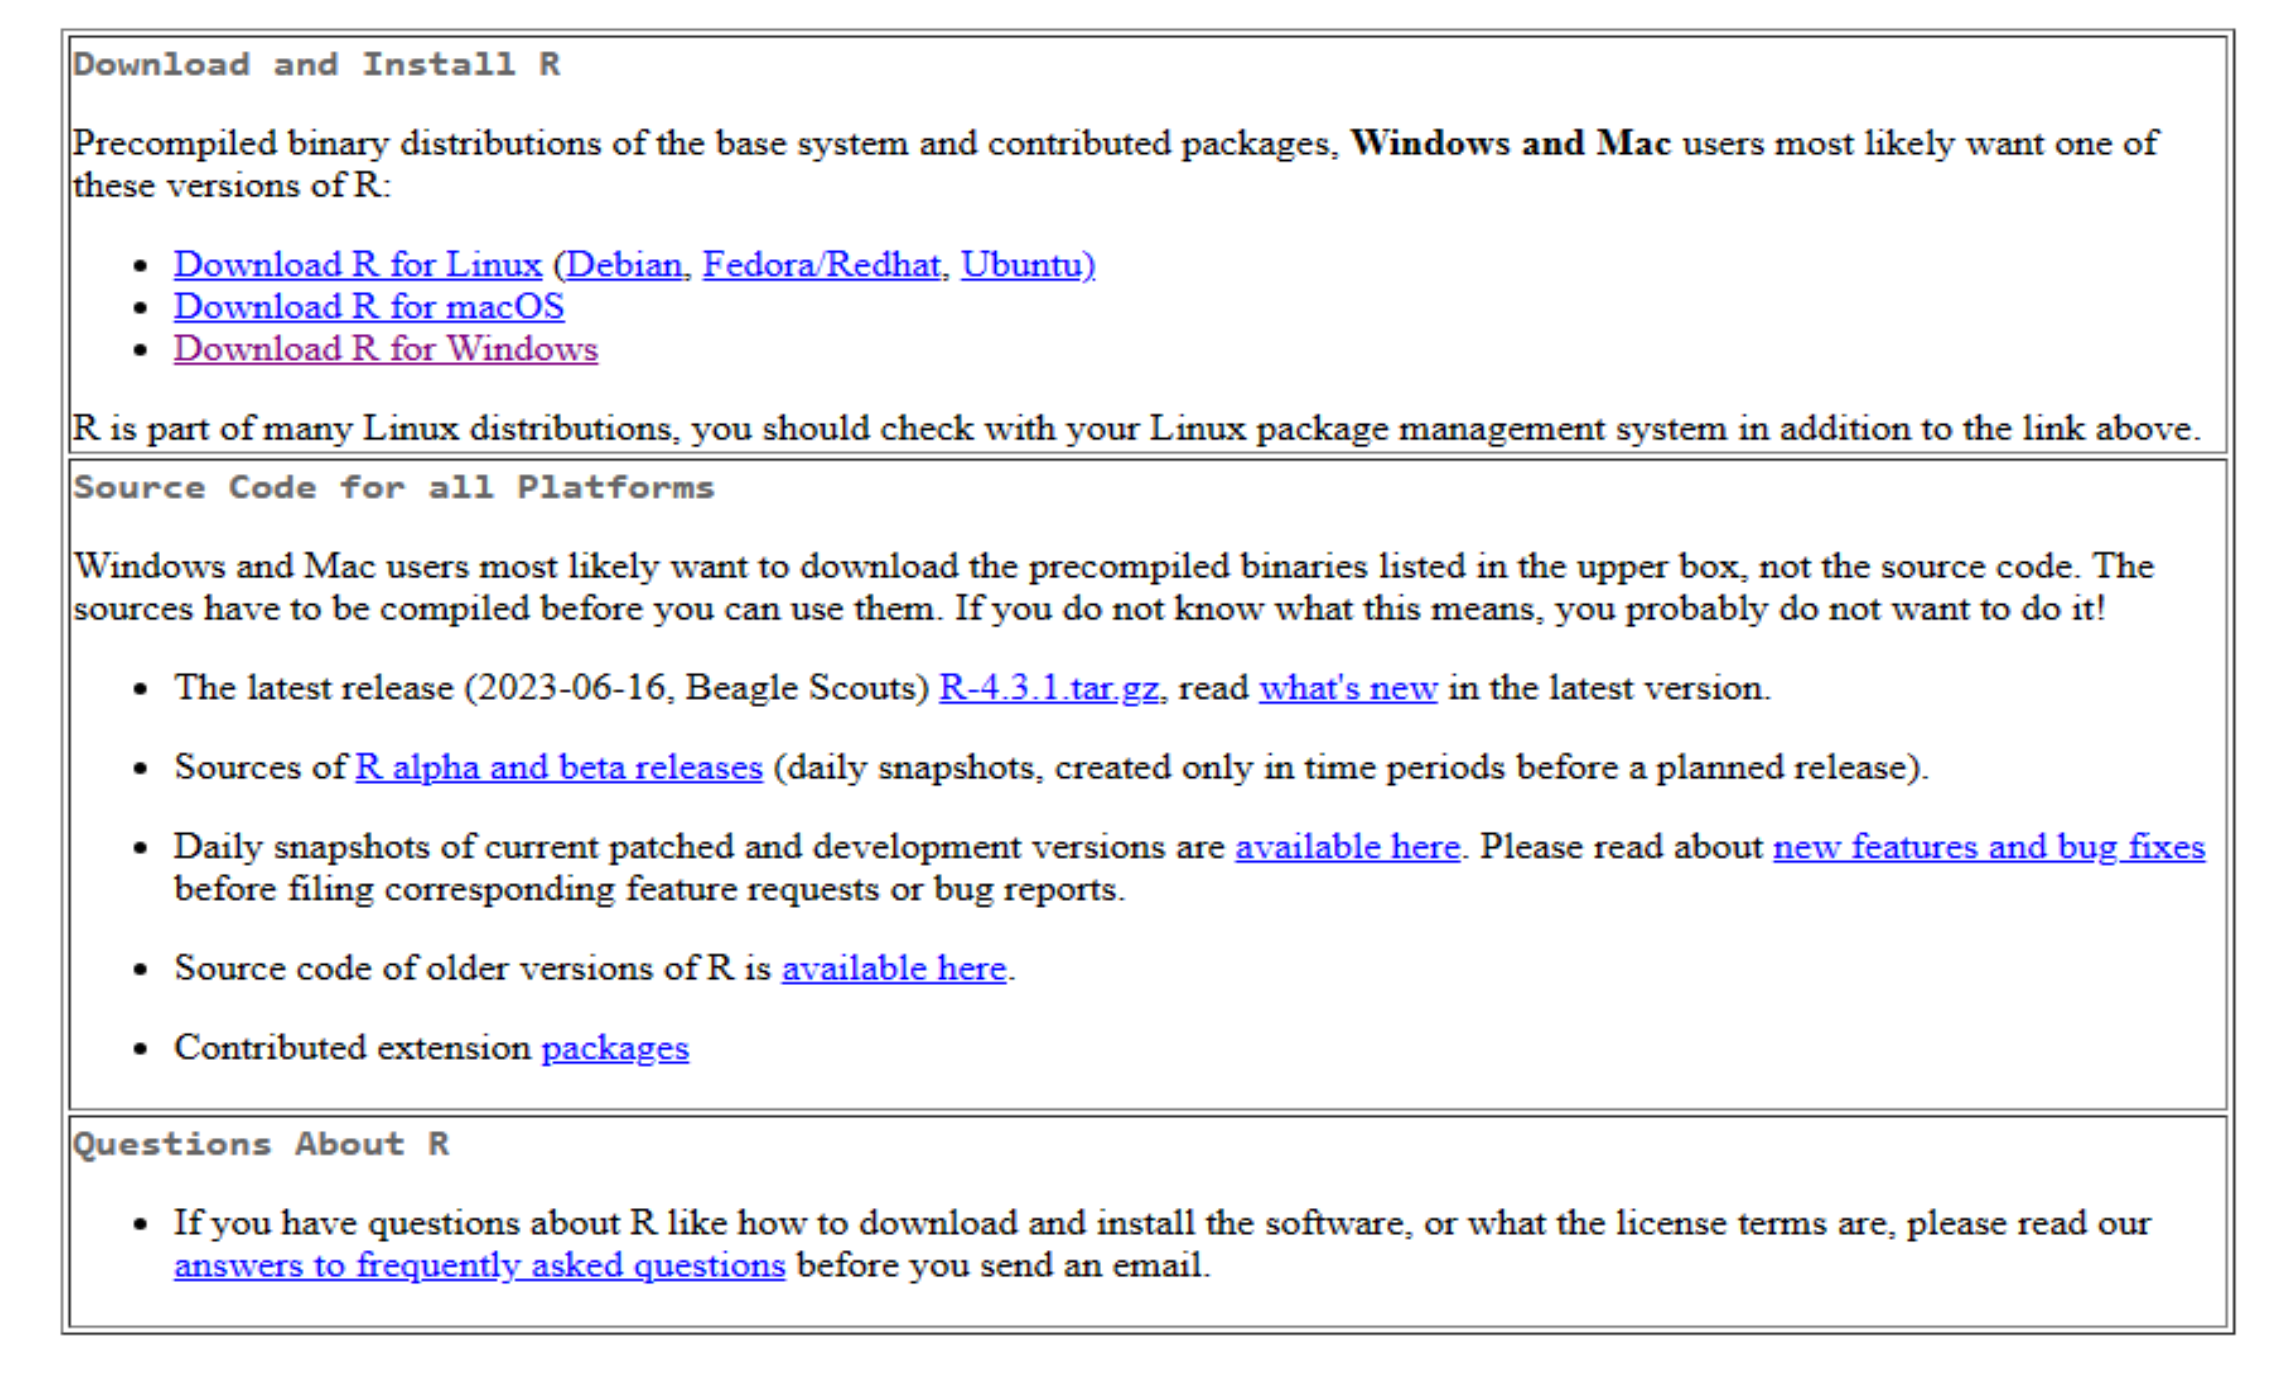 Download and Install R
Precompiled binary distributions of the base system and contributed packages, Windows and Mac users most likely want one of
these versions of R:
• Download R for Linux (Debian, Fedora/Redhat, Ubuntu)
• Download R for macOS
• Download R for Windows
R is part of many Linux distributions, you should check with your Linux package management system in addition to the link above.
Source Code for all Platforms
Windows and Mac users most likely want to download the precompiled binaries listed in the upper box, not the source code. The
sources have to be compiled before you can use them. If you do not know what this means, you probably do not want to do it!
• The latest release (2023-06-16, Beagle Scouts) R-4.3.1.tar.gz, read what's new in the latest version.
• Sources of R alpha and beta releases (daily snapshots, created only in time periods before a planned release).
• Daily snapshots of current patched and development versions are available here. Please read about new features and bug fixes
before filing corresponding feature requests or bug reports.
• Source code of older versions of R is available here.
• Contributed extension packages
Questions About R
• If you have questions about R like how to download and install the software, or what the license terms are, please read our
answers to frequently asked questions before you send an email.